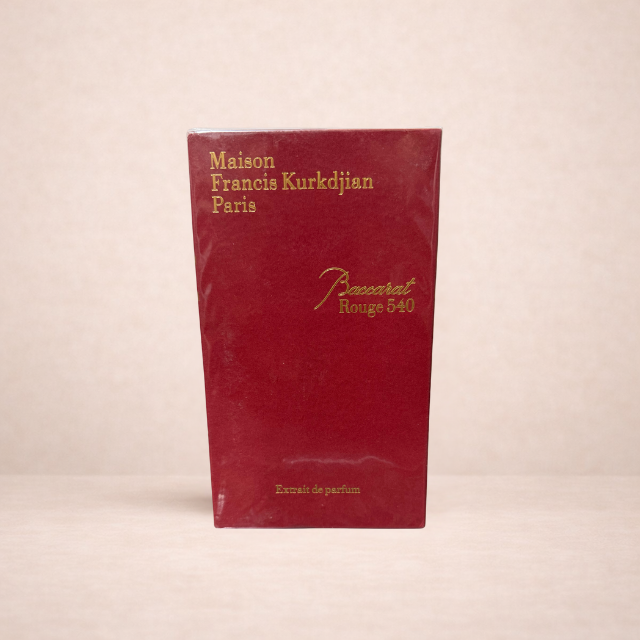 Maison
Francis Kurkdjian
Paris
Baccarat
Rouge 540
Extrait de parfum